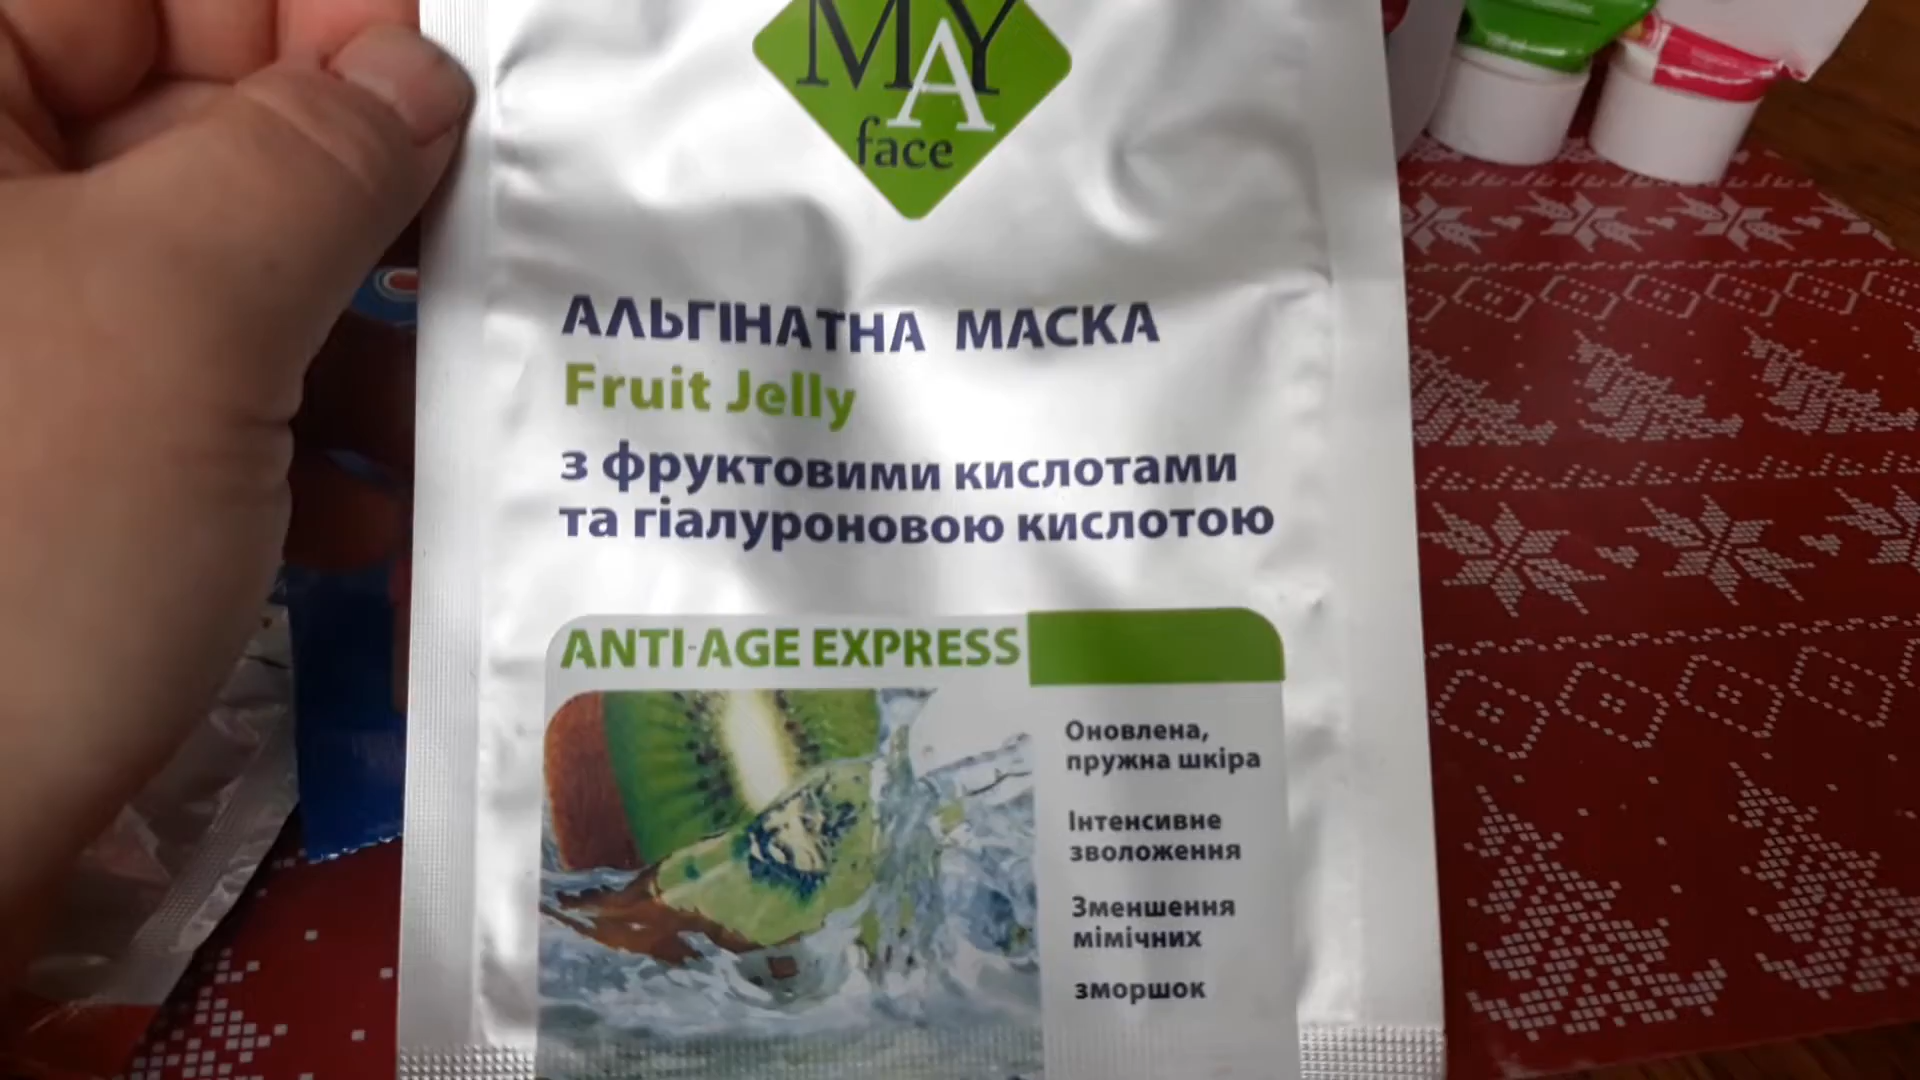 MAY
face
АЛЬГІНАТНА МАСКА
Fruit Jelly
з фруктовими кислотами
та гіалуроновою кислотою
ANTI-AGE EXPRESS
Оновлена,
пружна шкіра
Інтенсивне
зволоження
Зменшення
мімічних
зморшок